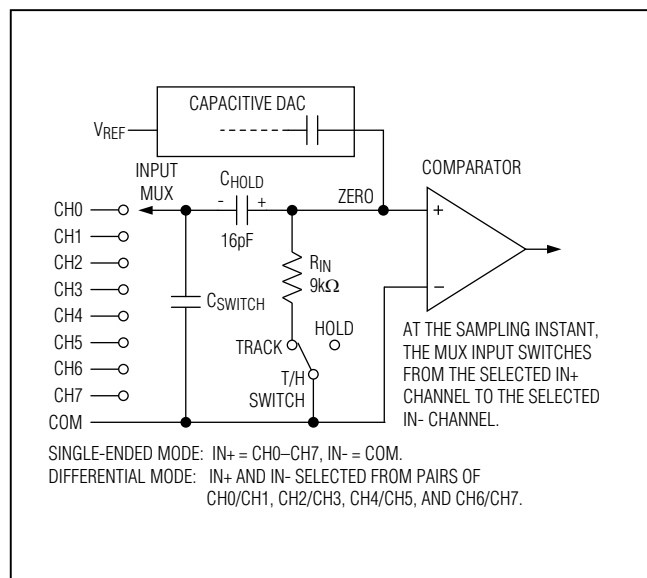 CAPACITIVE DAC
VREF
COMPARATOR
INPUT
MUX
CHOLD
ZERO
- +
+
CH0
16pF
CH1
RIN
9kΩ
CH2
CH3
CSWITCH
−
CH4
HOLD
CH5
TRACK
CH6
T/H
SWITCH
CH7
COM
AT THE SAMPLING INSTANT,
THE MUX INPUT SWITCHES
FROM THE SELECTED IN+
CHANNEL TO THE SELECTED
IN- CHANNEL.
SINGLE-ENDED MODE: IN+ = CH0–CH7, IN- = COM.
DIFFERENTIAL MODE: IN+ AND IN- SELECTED FROM PAIRS OF
CH0/CH1, CH2/CH3, CH4/CH5, AND CH6/CH7.